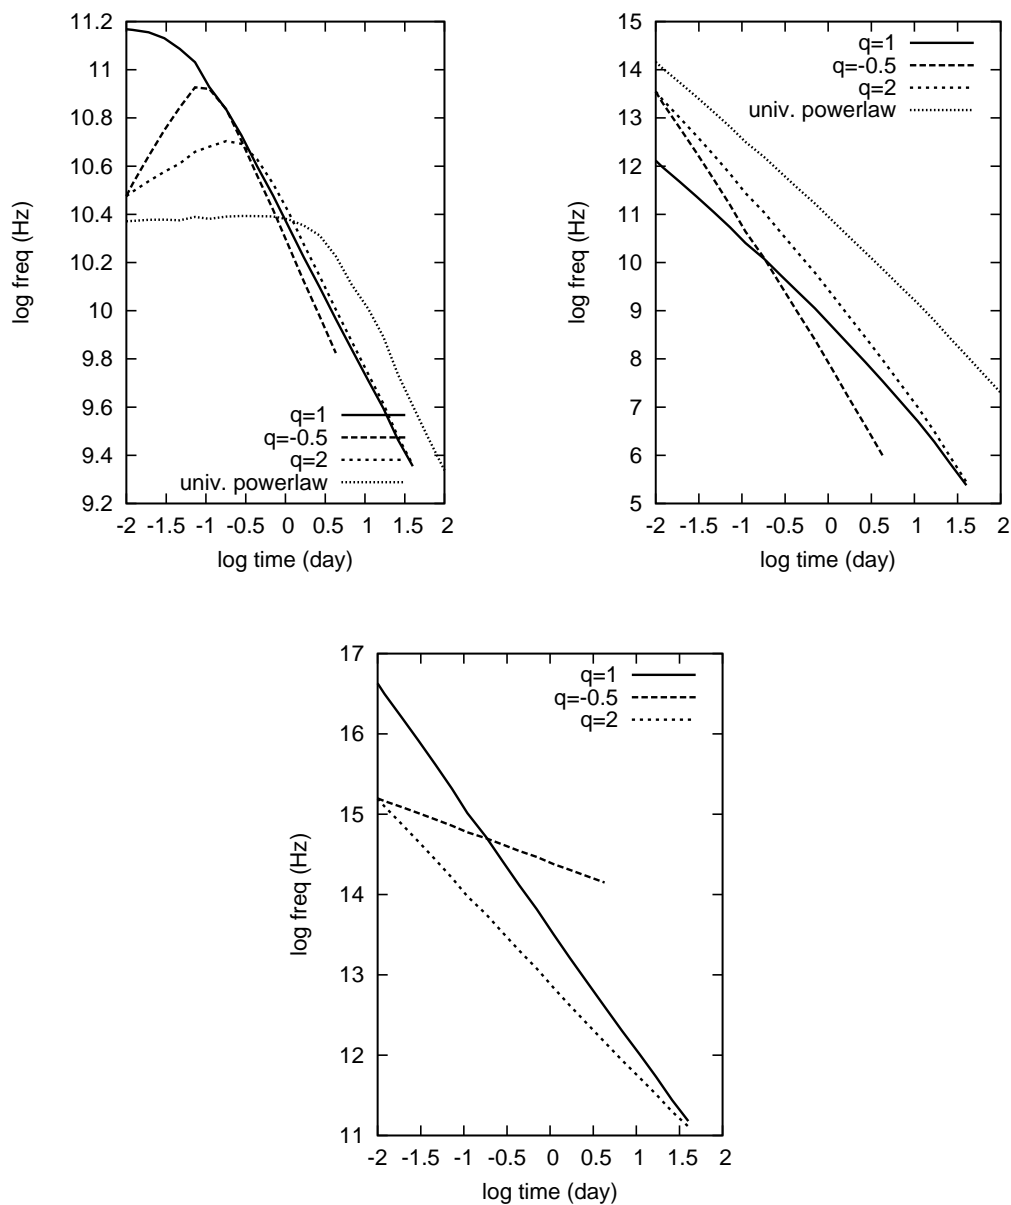 11.2
11
10.8
10.6
10.4
10.2
10
9.8
9.6
9.4
9.2
log freq (Hz)
q=1
q=-0.5
q=2
univ. powerlaw
-2 -1.5 -1 -0.5 0 0.5 1 1.5 2
log time (day)
15
14
13
12
11
10
9
8
7
6
5
log freq (Hz)
q=1
q=-0.5
q=2
univ. powerlaw
-2 -1.5 -1 -0.5 0 0.5 1 1.5 2
log time (day)
17
16
15
14
13
12
11
log freq (Hz)
q=1
q=-0.5
q=2
-2 -1.5 -1 -0.5 0 0.5 1 1.5 2
log time (day)